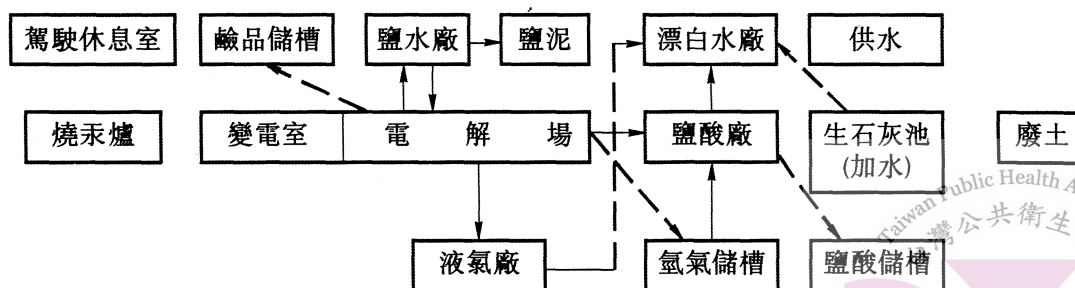 駕駛休息室
鹼品儲槽
鹽水廠
鹽泥
漂白水廠
供水
燒汞爐
變電室
電解場
鹽酸廠
生石灰池
(加水)
廢土
液氯廠
氫氣儲槽
鹽酸儲槽
Taiwan Public Health A
灣公共衛生